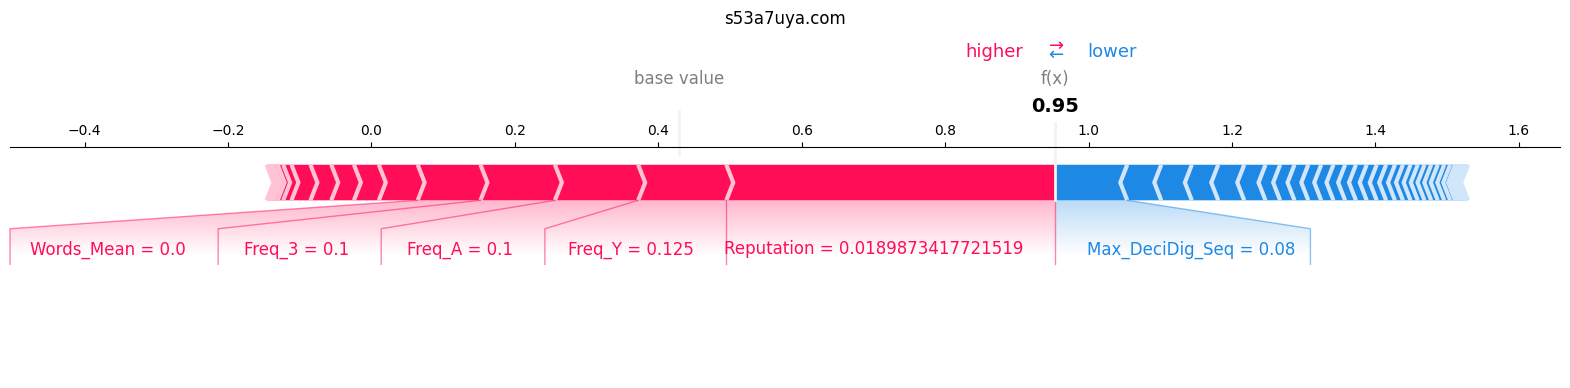 s53a7uya.com
higher → ← lower
base value f(x)
0.95
−0.4 −0.2 0.0 0.2 0.4 0.6 0.8 1.0 1.2 1.4 1.6
Words_Mean = 0.0 Freq_3 = 0.1 Freq_A = 0.1 Freq_Y = 0.125 Reputation = 0.0189873417721519 Max_DeciDig_Seq = 0.08